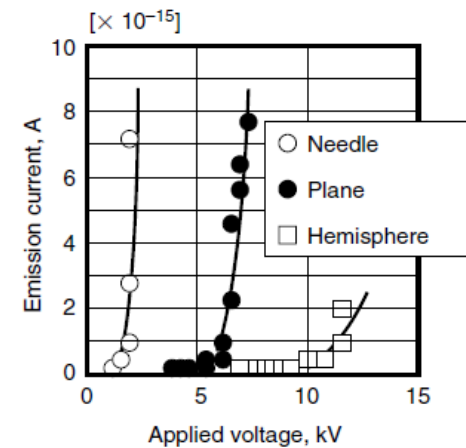 [× 10⁻¹⁵]
10
8
6
4
2
0
0 5 10 15
Emission current, A
Applied voltage, kV
Needle
Plane
Hemisphere